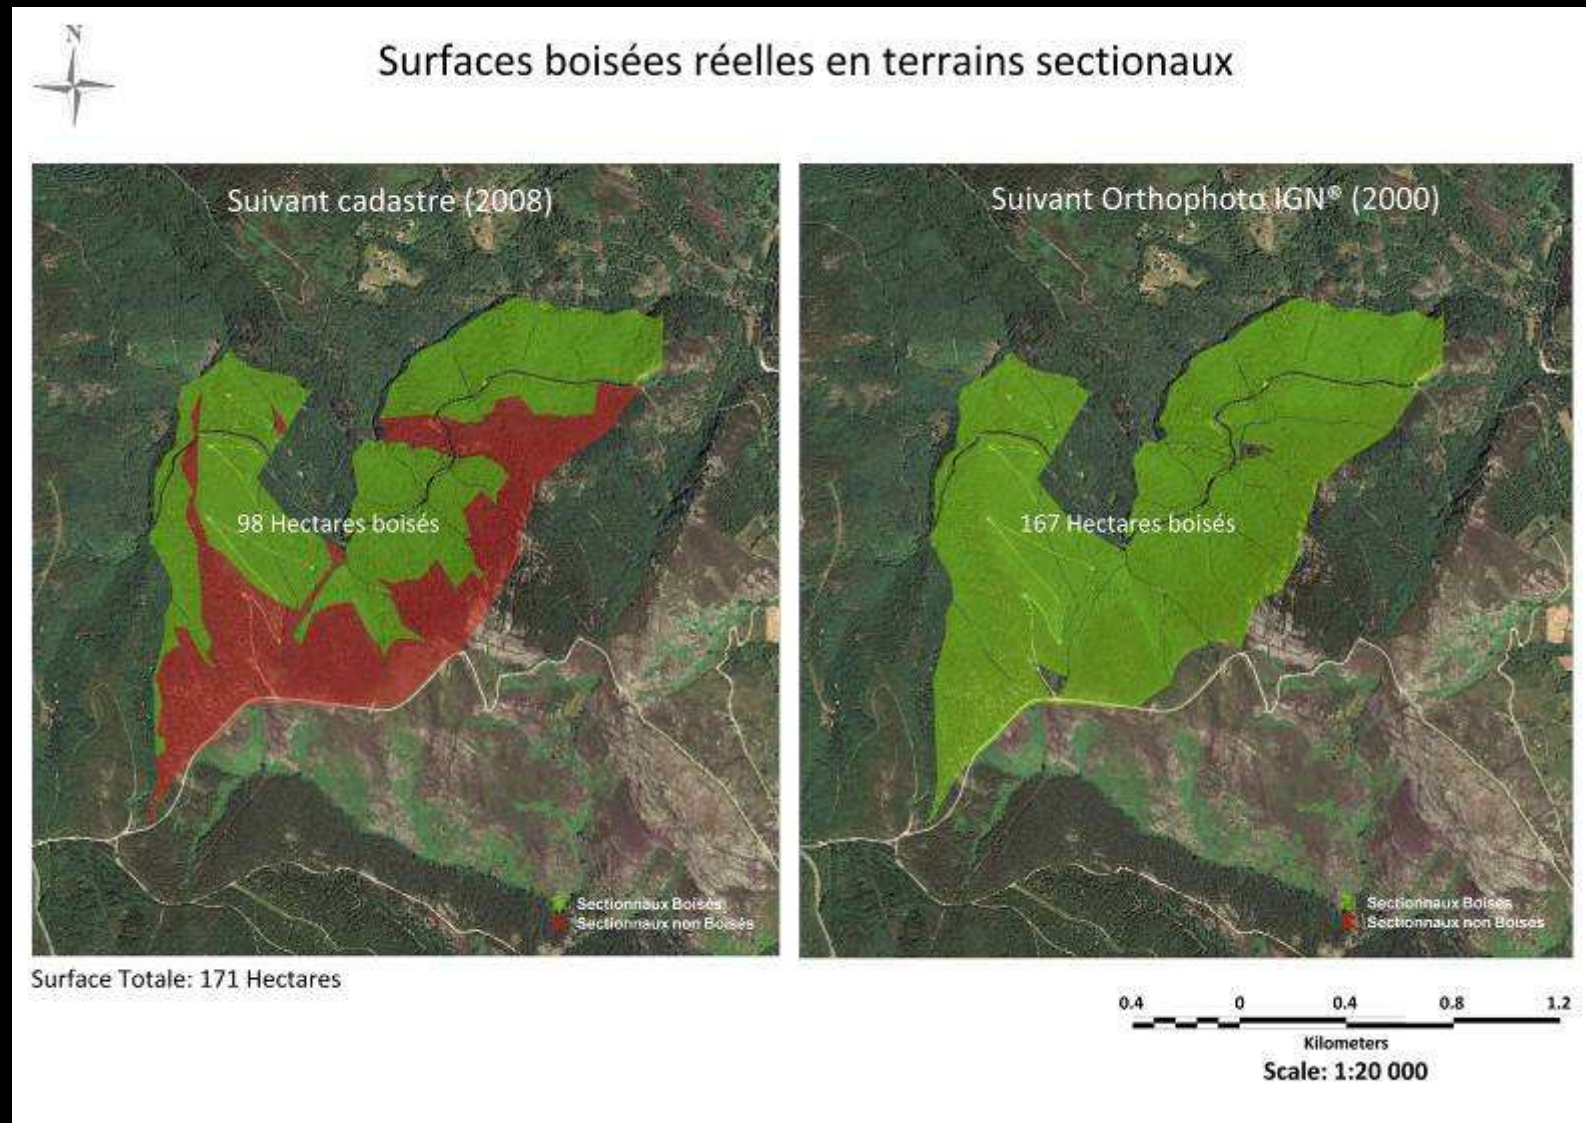 N
Surfaces boisées réelles en terrains sectionaux
Suivant cadastre (2008)
98 Hectares boisés
Sectionnaux Boisés
Sectionnaux non Boisés
Suivant Orthophoto IGN® (2000)
167 Hectares boisés
Sectionnaux Boisés
Sectionnaux non Boisés
Surface Totale: 171 Hectares
0.4 0 0.4 0.8 1.2
Kilometers
Scale: 1:20 000